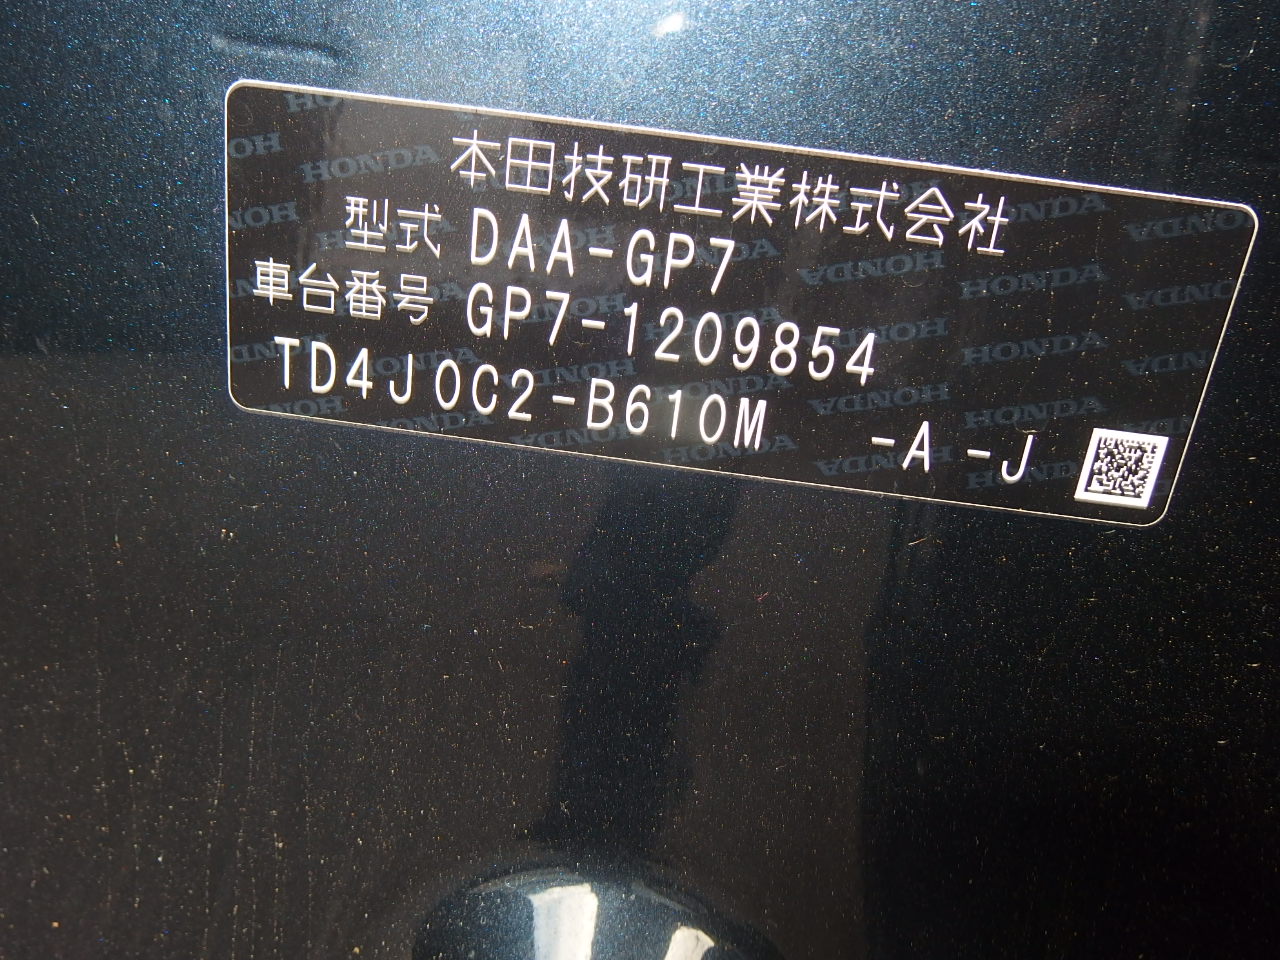 本田技研工業株式会社
型式 DAA-GP7
車台番号 GP7-1209854
TD4J0C2-B610M -A -J